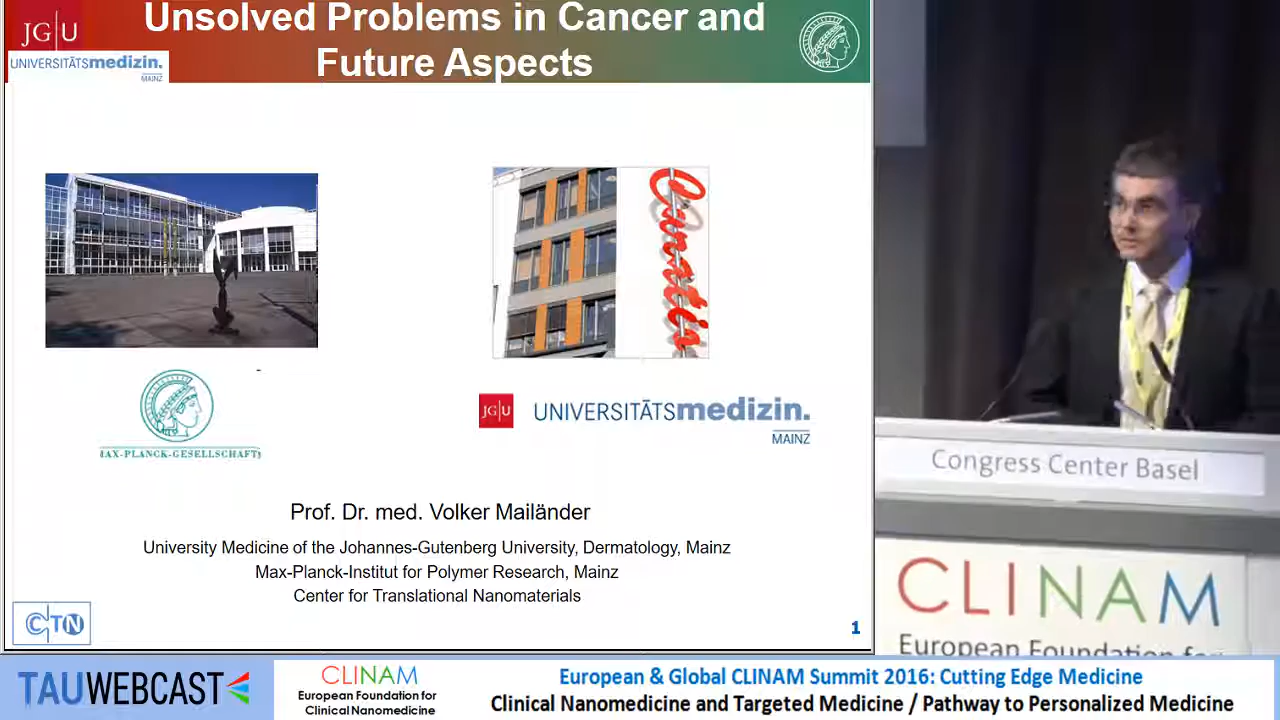 JG|U
UNIVERSITÄTSmedizin.
MAINZ
Unsolved Problems in Cancer and
Future Aspects
Curatis
MAX-PLANCK-GESELLSCHAFT
JG|U
UNIVERSITÄTSmedizin.
MAINZ
Prof. Dr. med. Volker Mailänder
University Medicine of the Johannes-Gutenberg University, Dermatology, Mainz
Max-Planck-Institut for Polymer Research, Mainz
Center for Translational Nanomaterials
CTN
1
Congress Center Basel
CLINAM
European Foundation for
TAUWEBCAST
CLINAM
European Foundation for
Clinical Nanomedicine
European & Global CLINAM Summit 2016: Cutting Edge Medicine
Clinical Nanomedicine and Targeted Medicine / Pathway to Personalized Medicine